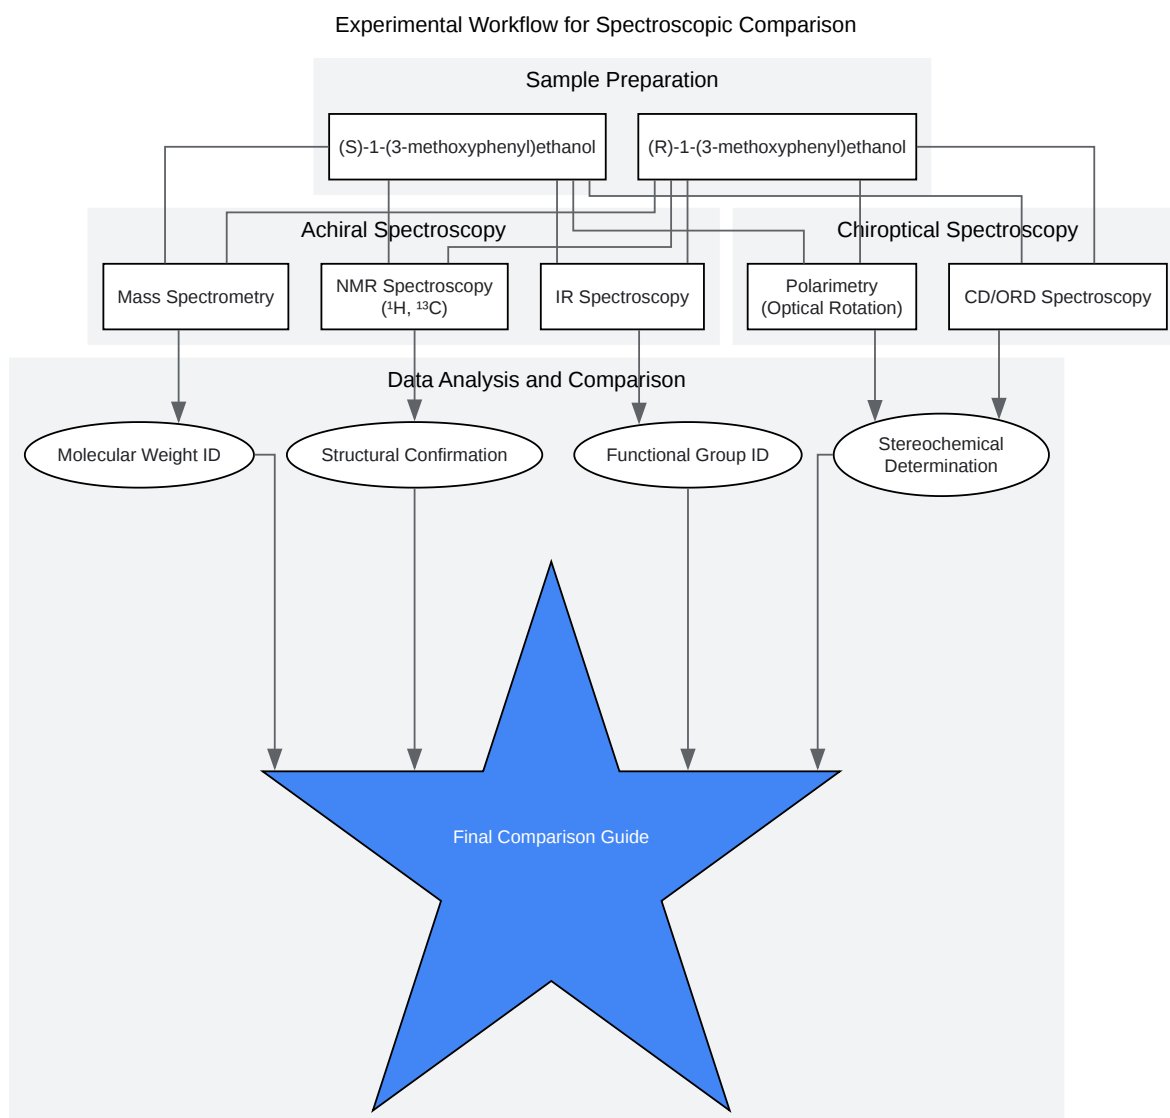 Experimental Workflow for Spectroscopic Comparison
Sample Preparation
(S)-1-(3-methoxyphenyl)ethanol
(R)-1-(3-methoxyphenyl)ethanol
Achiral Spectroscopy
Chiroptical Spectroscopy
Mass Spectrometry
NMR Spectroscopy
(¹H, ¹³C)
IR Spectroscopy
Polarimetry
(Optical Rotation)
CD/ORD Spectroscopy
Data Analysis and Comparison
Molecular Weight ID
Structural Confirmation
Functional Group ID
Stereochemical
Determination
Final Comparison Guide